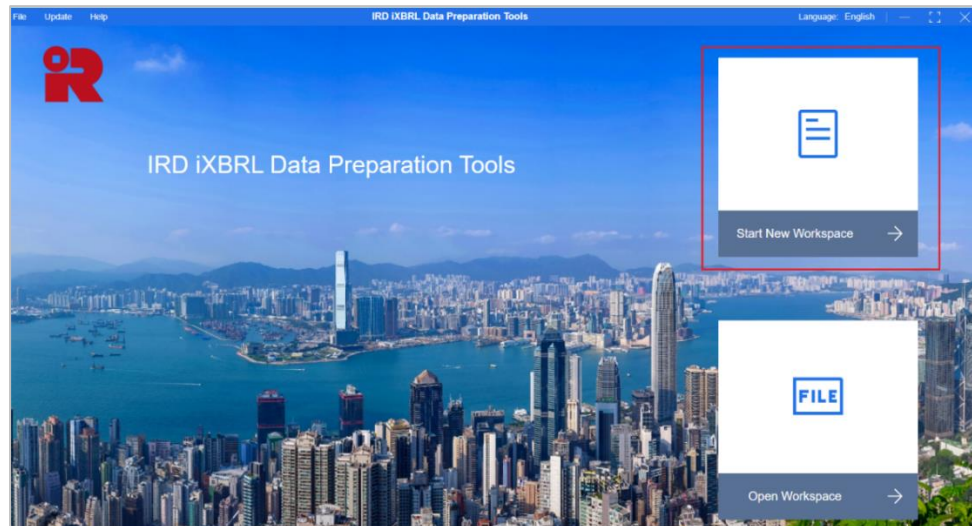 File Update Help IRD iXBRL Data Preparation Tools Language: English
iR
IRD iXBRL Data Preparation Tools
Start New Workspace
FILE
Open Workspace